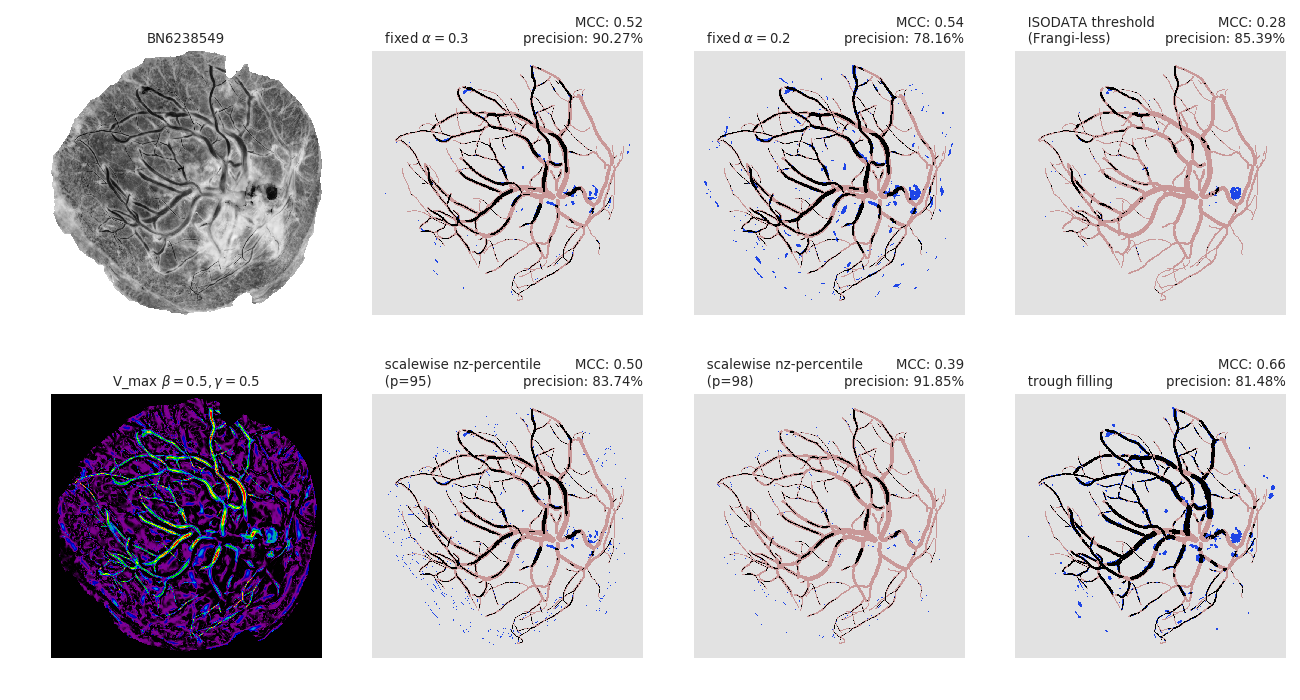 BN6238549
MCC: 0.52
fixed α = 0.3 precision: 90.27%
MCC: 0.54
fixed α = 0.2 precision: 78.16%
ISODATA threshold MCC: 0.28
(Frangi-less) precision: 85.39%
V_max β = 0.5, γ = 0.5
scalewise nz-percentile MCC: 0.50
(p=95) precision: 83.74%
scalewise nz-percentile MCC: 0.39
(p=98) precision: 91.85%
MCC: 0.66
trough filling precision: 81.48%